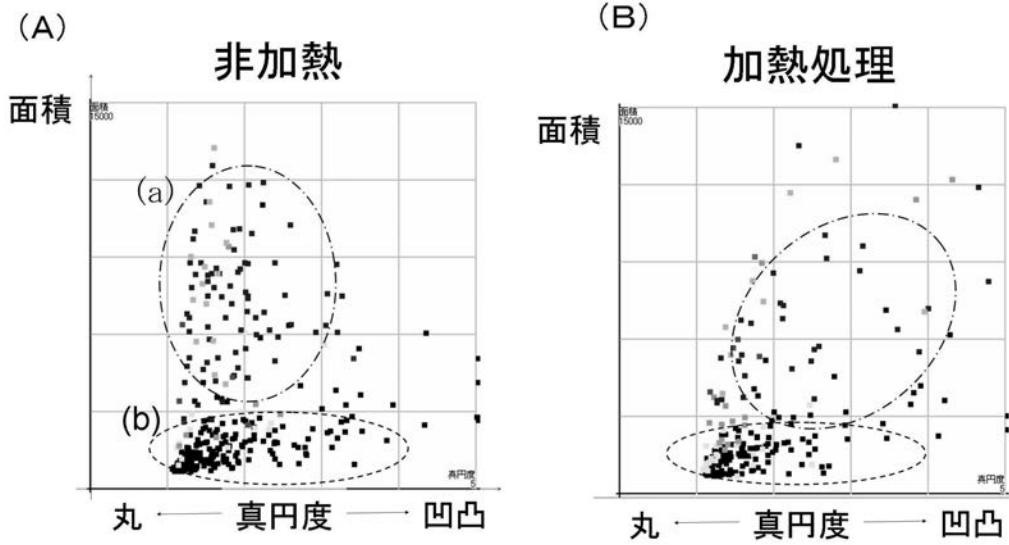 (A)
非加熱
面積
面積
15000
(a)
(b)
真円度
5
丸 ← 真円度 → 凹凸
(B)
加熱処理
面積
面積
15000
真円度
5
丸 ← 真円度 → 凹凸